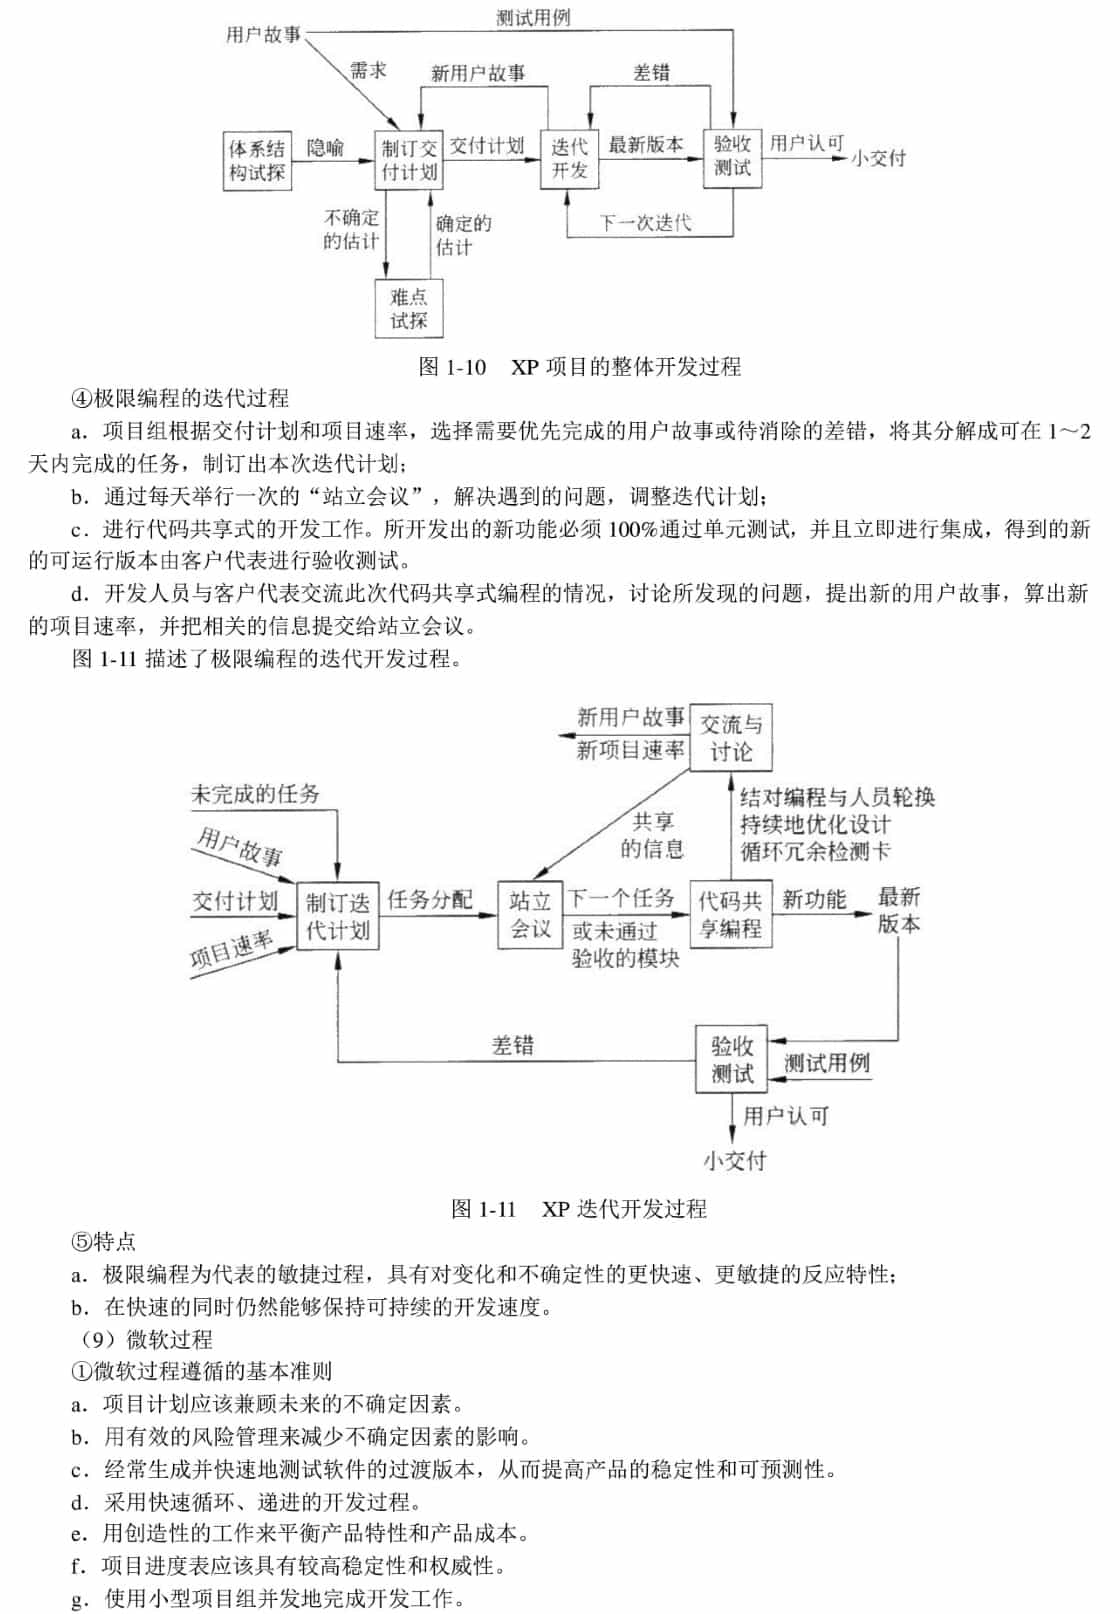 测试用例
用户故事
需求
新用户故事
差错
体系结
构试探
隐喻
制订交
付计划
交付计划
迭代
开发
最新版本
验收
测试
用户认可
小交付
不确定
的估计
确定的
估计
下一次迭代
难点
试探
图 1-10 XP 项目的整体开发过程
④极限编程的迭代过程
a．项目组根据交付计划和项目速率，选择需要优先完成的用户故事或待消除的差错，将其分解成可在 1～2
天内完成的任务，制订出本次迭代计划；
b．通过每天举行一次的“站立会议”，解决遇到的问题，调整迭代计划；
c．进行代码共享式的开发工作。所开发出的新功能必须 100%通过单元测试，并且立即进行集成，得到的新
的可运行版本由客户代表进行验收测试。
d．开发人员与客户代表交流此次代码共享式编程的情况，讨论所发现的问题，提出新的用户故事，算出新
的项目速率，并把相关的信息提交给站立会议。
图 1-11 描述了极限编程的迭代开发过程。
新用户故事
新项目速率
交流与
讨论
未完成的任务
共享
的信息
结对编程与人员轮换
持续地优化设计
循环冗余检测卡
用户故事
交付计划
项目速率
制订迭
代计划
任务分配
站立
会议
下一个任务
或未通过
验收的模块
代码共
享编程
新功能
最新
版本
差错
验收
测试
测试用例
用户认可
小交付
图 1-11 XP 迭代开发过程
⑤特点
a．极限编程为代表的敏捷过程，具有对变化和不确定性的更快速、更敏捷的反应特性；
b．在快速的同时仍然能够保持可持续的开发速度。
（9）微软过程
①微软过程遵循的基本准则
a．项目计划应该兼顾未来的不确定因素。
b．用有效的风险管理来减少不确定因素的影响。
c．经常生成并快速地测试软件的过渡版本，从而提高产品的稳定性和可预测性。
d．采用快速循环、递进的开发过程。
e．用创造性的工作来平衡产品特性和产品成本。
f．项目进度表应该具有较高稳定性和权威性。
g．使用小型项目组并发地完成开发工作。